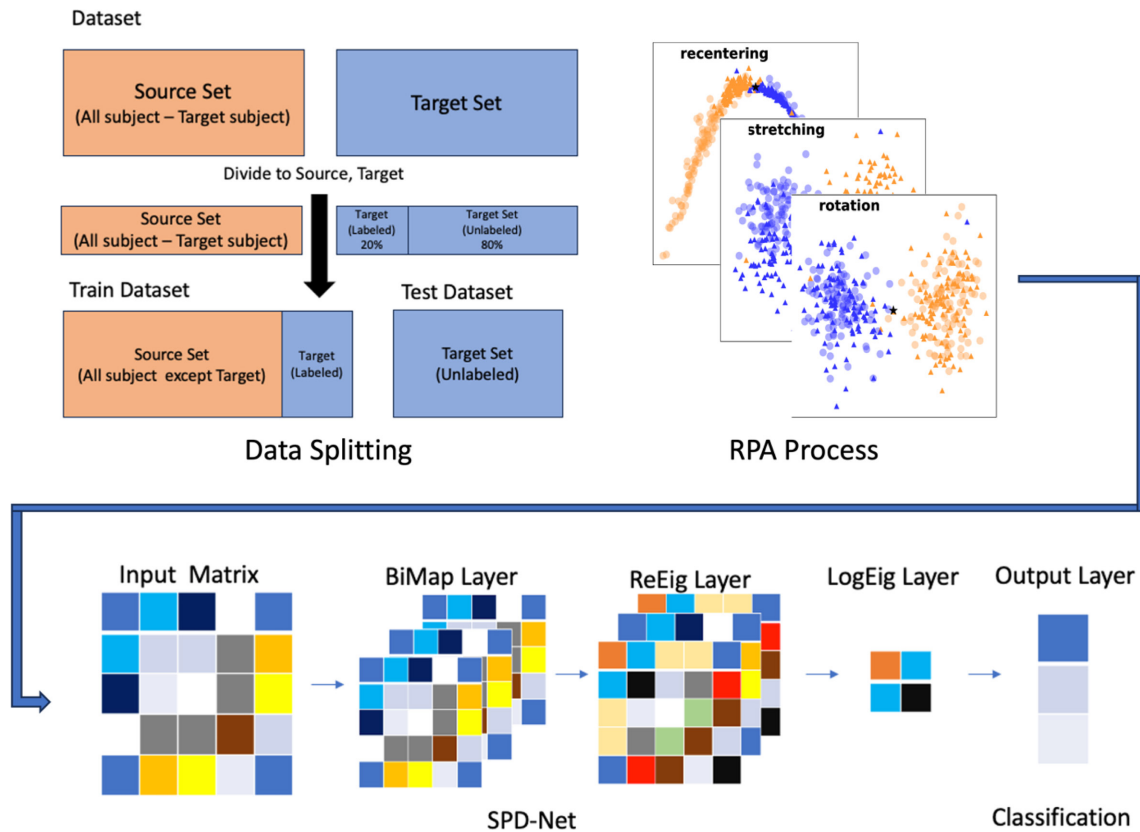 Dataset
Source Set
(All subject – Target subject)
Target Set
Divide to Source, Target
Source Set
(All subject – Target subject)
Target
(Labeled)
20%
Target Set
(Unlabeled)
80%
Train Dataset
Test Dataset
Source Set
(All subject except Target)
Target
(Labeled)
Target Set
(Unlabeled)
Data Splitting
recentering
stretching
rotation
RPA Process
Input Matrix
BiMap Layer
ReEig Layer
LogEig Layer
Output Layer
SPD-Net
Classification